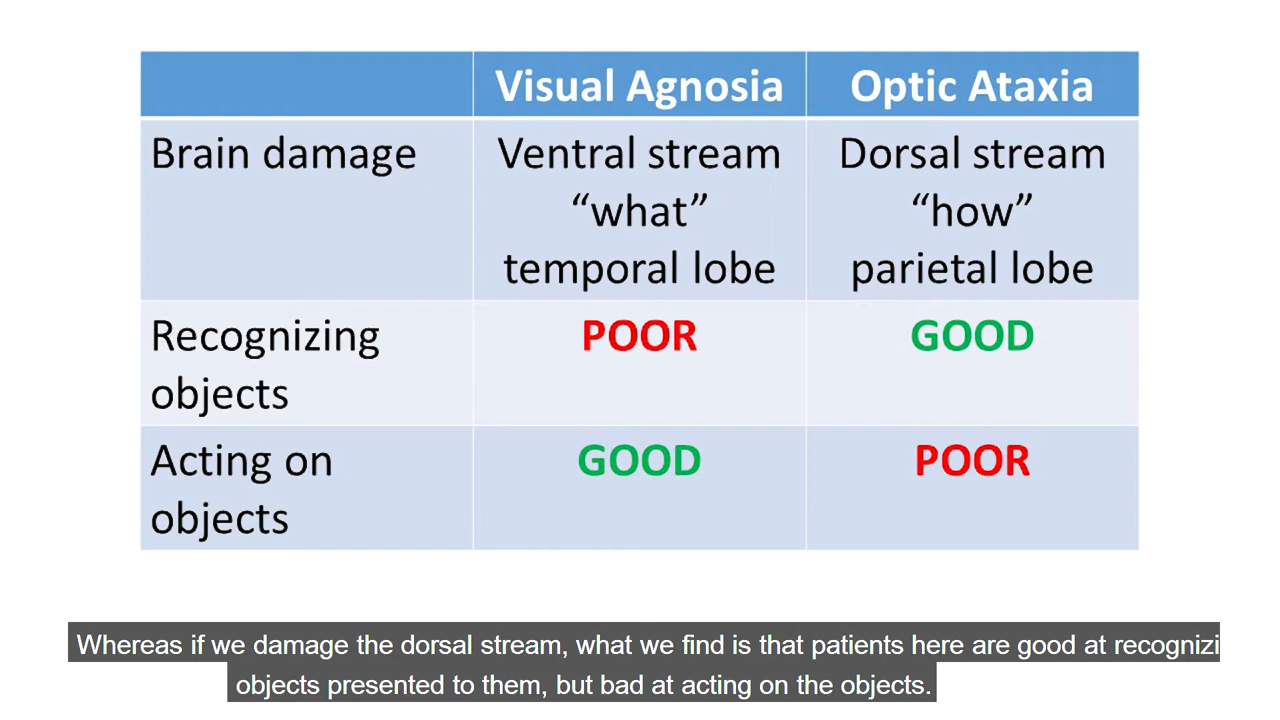 Visual Agnosia Optic Ataxia
Brain damage Ventral stream Dorsal stream
“what” “how”
temporal lobe parietal lobe
Recognizing POOR GOOD
objects
Acting on GOOD POOR
objects
Whereas if we damage the dorsal stream, what we find is that patients here are good at recognizi
objects presented to them, but bad at acting on the objects.